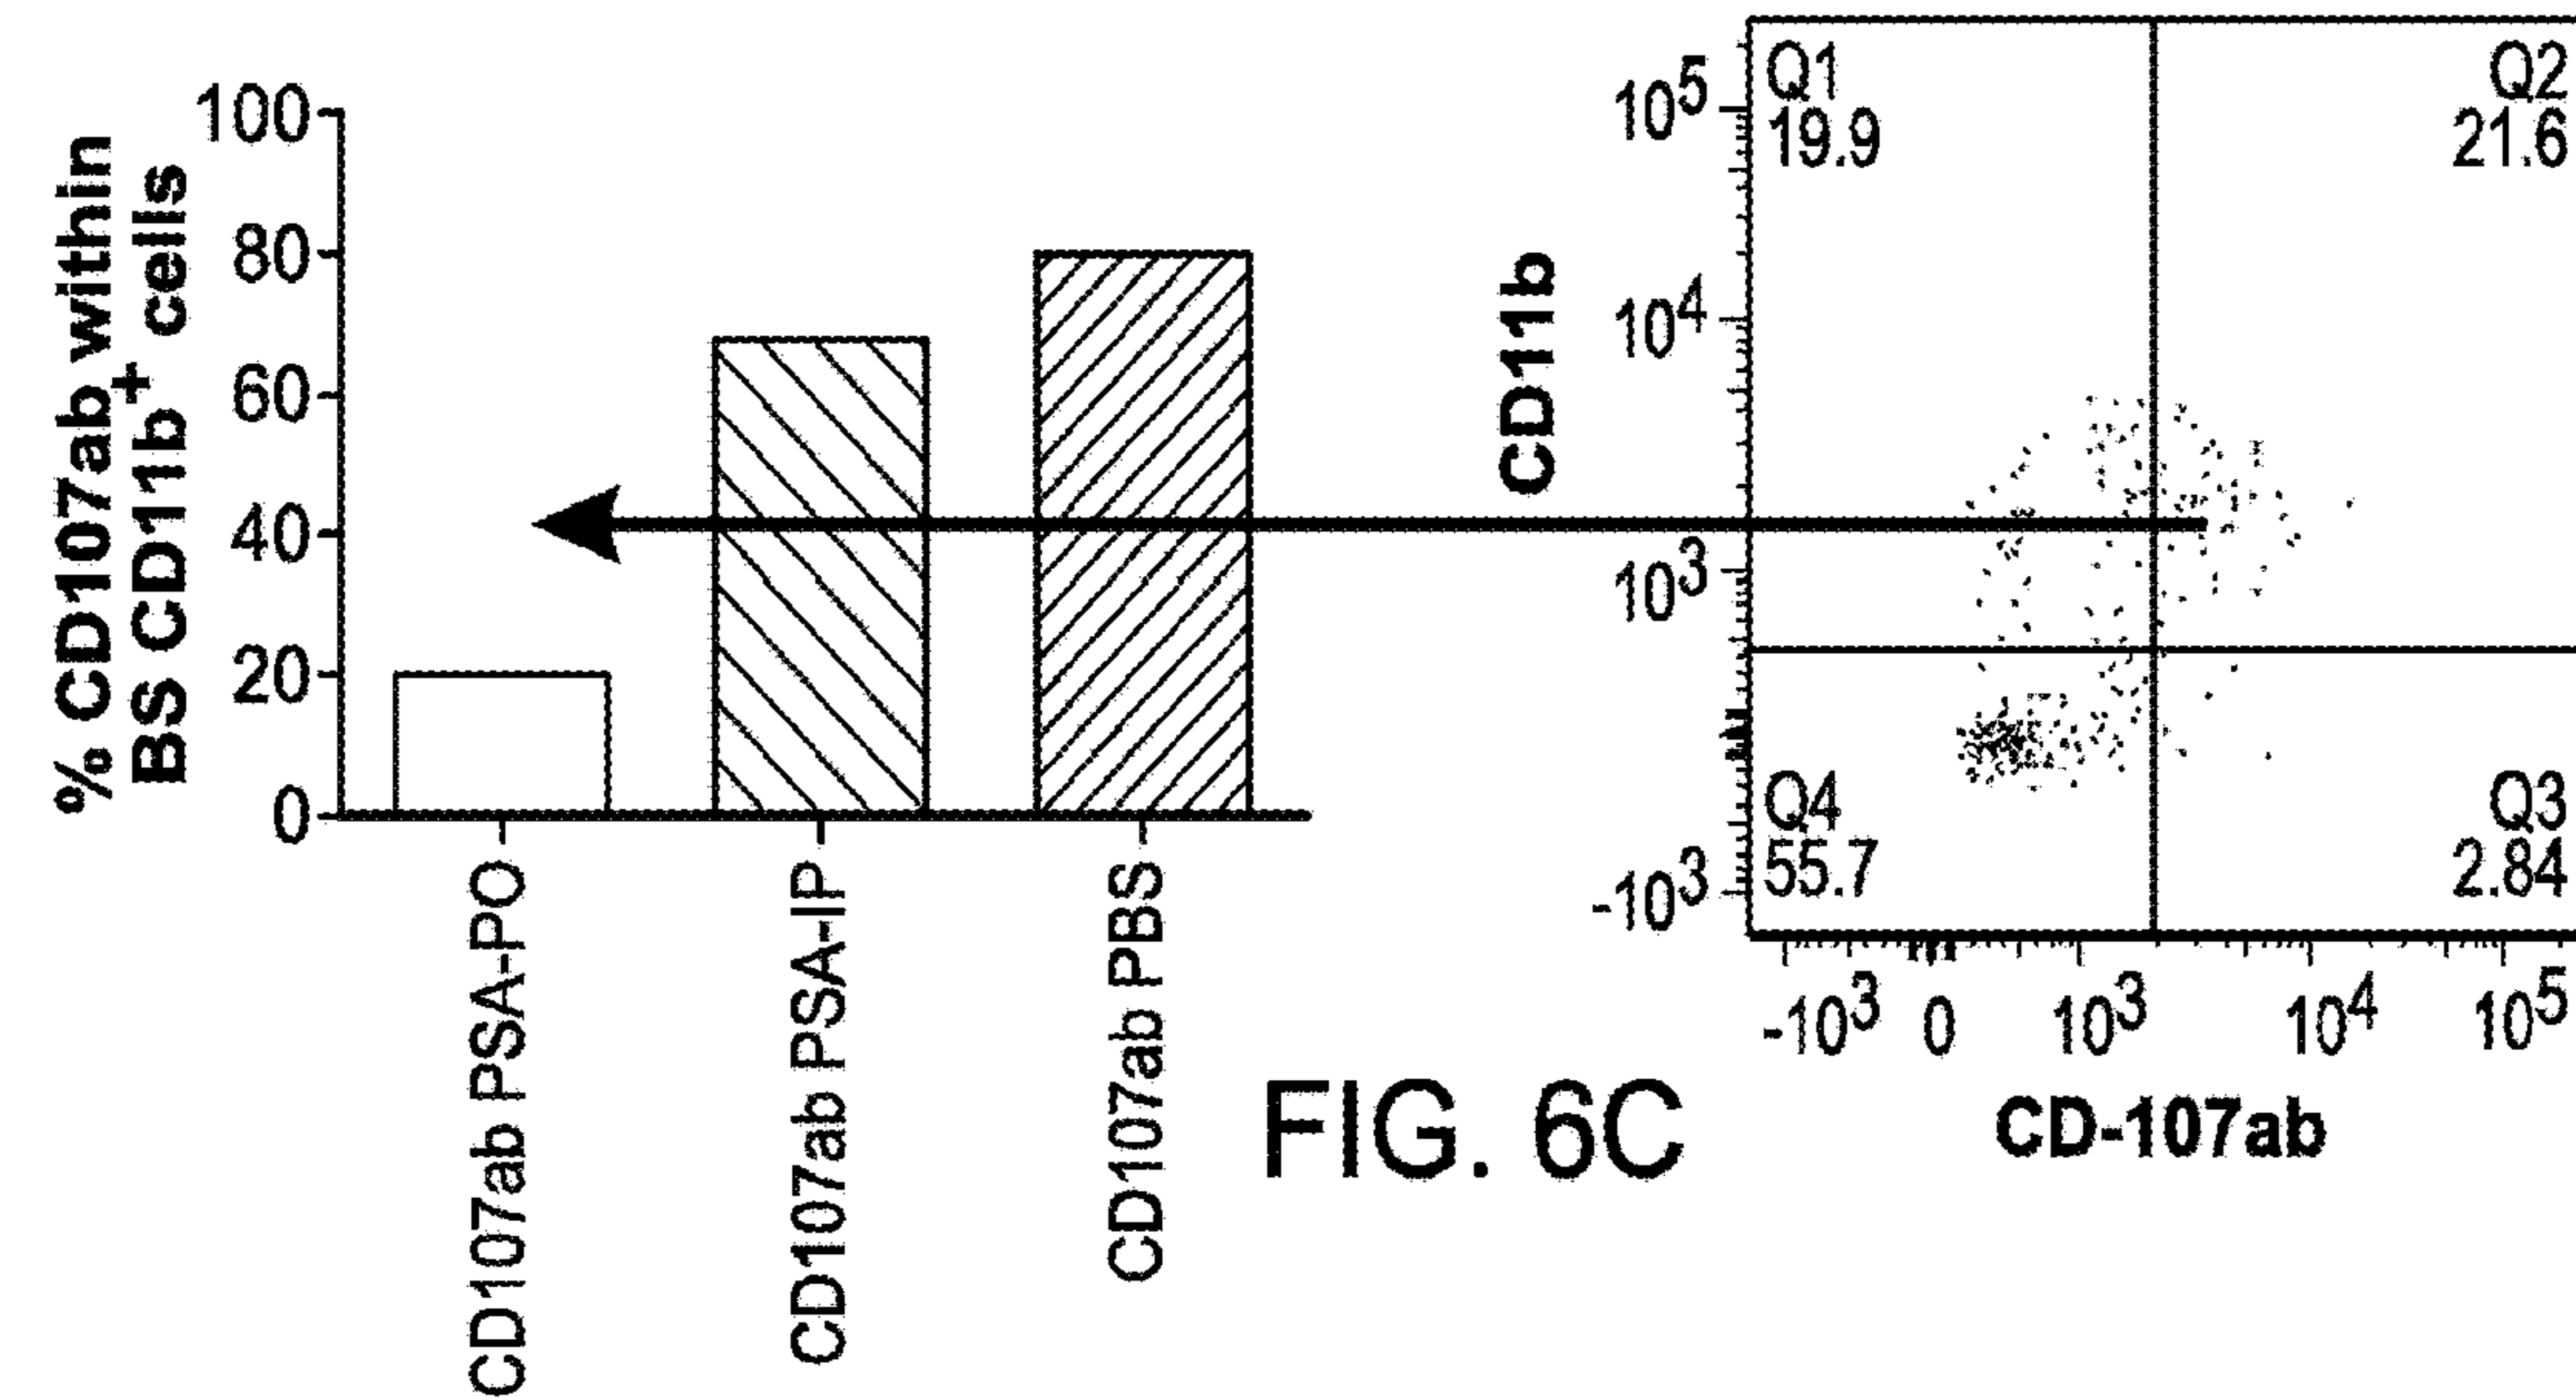 % CD107ab within
BS CD11b+ cells
100
80
60
40
20
0
CD107ab PSA-PO
CD107ab PSA-IP
CD107ab PBS
FIG. 6C
CD11b
10^5
10^4
10^3
-10^3
Q1
19.9
Q2
21.6
Q4
55.7
Q3
2.84
-10^3 0 10^3 10^4 10^5
CD-107ab